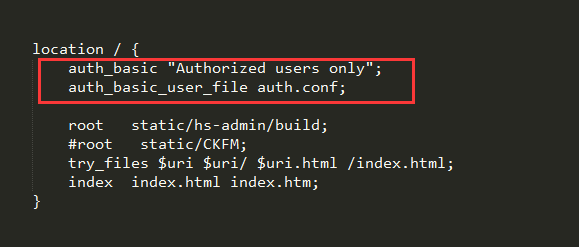 location / {
auth_basic "Authorized users only";
auth_basic_user_file auth.conf;
root static/hs-admin/build;
#root static/CKFM;
try_files $uri $uri/ $uri.html /index.html;
index index.html index.htm;
}